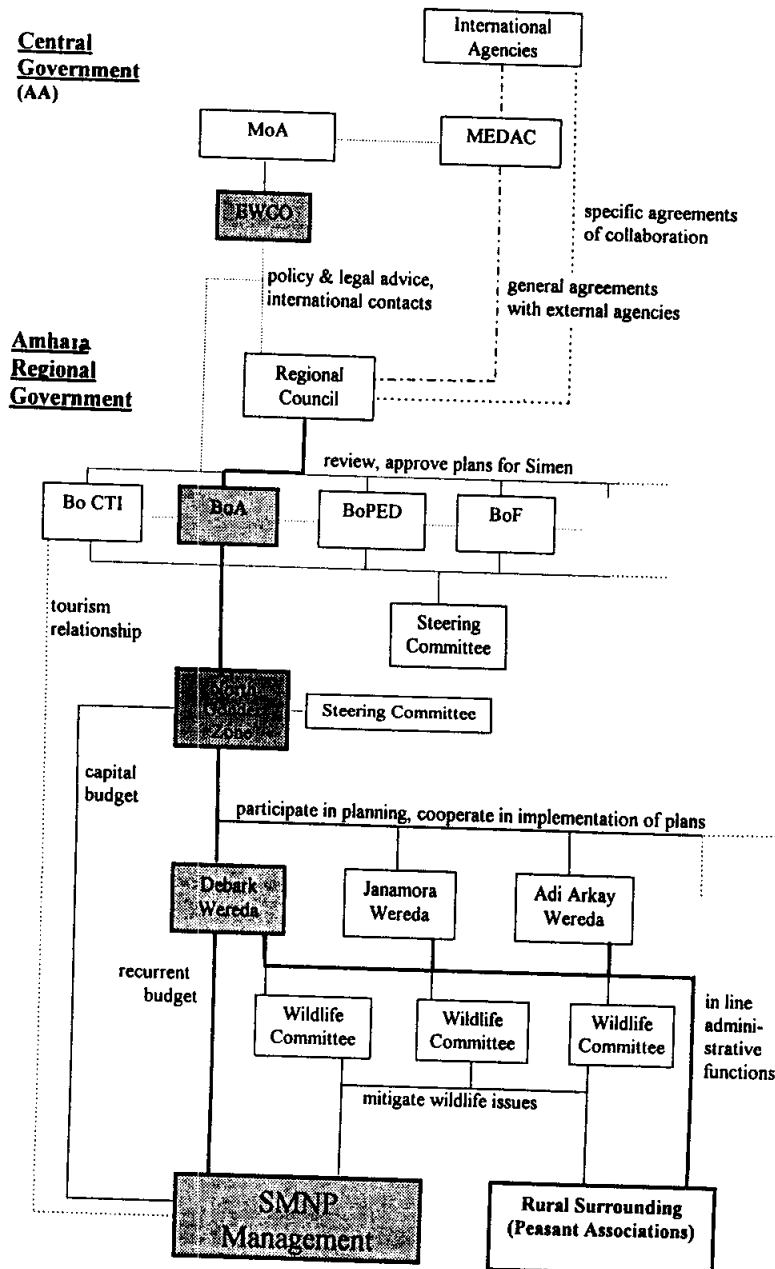 International
Agencies
Central
Government
(AA)
MoA
MEDAC
EWCO
specific agreements
of collaboration
policy & legal advice,
international contacts
general agreements
with external agencies
Amhara
Regional
Government
Regional
Council
review, approve plans for Simen
Bo CTI
BoA
BoPED
BoF
tourism
relationship
Steering
Committee
North
Gonder
Zone
Steering Committee
capital
budget
participate in planning, cooperate in implementation of plans
Debark
Wereda
Janamora
Wereda
Adi Arkay
Wereda
recurrent
budget
Wildlife
Committee
Wildlife
Committee
Wildlife
Committee
in line
admini-
strative
functions
mitigate wildlife issues
SMNP
Management
Rural Surrounding
(Peasant Associations)